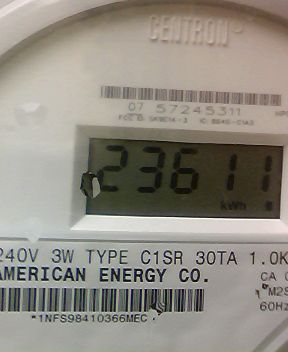 CENTRON®
07 57245311
23611
kWh
240V 3W TYPE C1SR 30TA 1.0K
AMERICAN ENERGY CO.
CA 0
M2S
60Hz
*1NFS98410366MEC